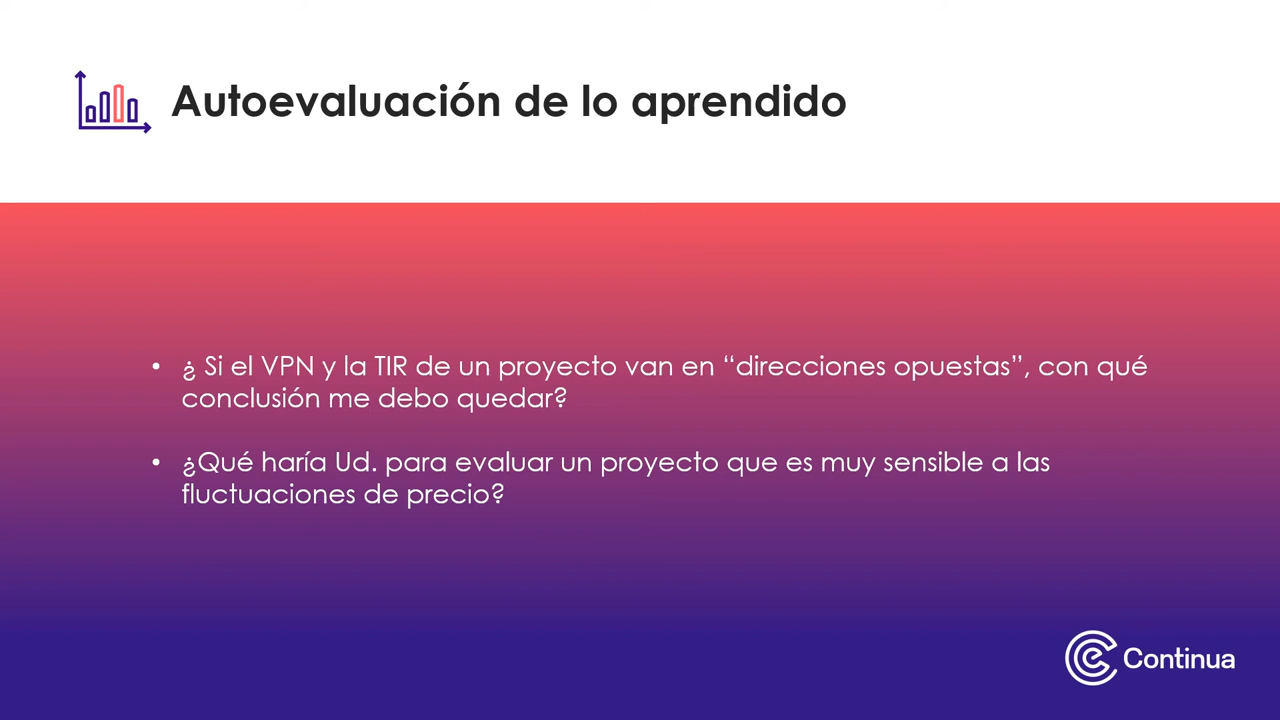 Autoevaluación de lo aprendido
• ¿ Si el VPN y la TIR de un proyecto van en “direcciones opuestas”, con qué
conclusión me debo quedar?
• ¿Qué haría Ud. para evaluar un proyecto que es muy sensible a las
fluctuaciones de precio?
Continua